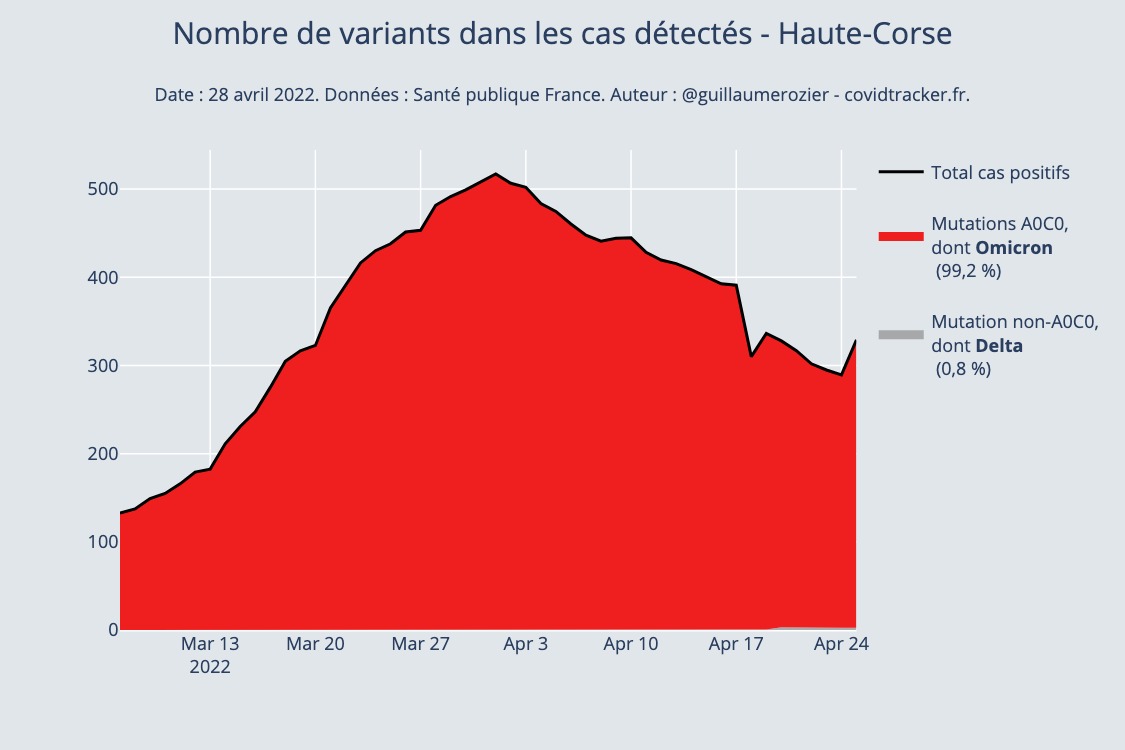 Nombre de variants dans les cas détectés - Haute-Corse
Date : 28 avril 2022. Données : Santé publique France. Auteur : @guillaumerozier - covidtracker.fr.
500
400
300
200
100
0
Mar 13
2022
Mar 20
Mar 27
Apr 3
Apr 10
Apr 17
Apr 24
Total cas positifs
Mutations A0C0,
dont Omicron
(99,2 %)
Mutation non-A0C0,
dont Delta
(0,8 %)